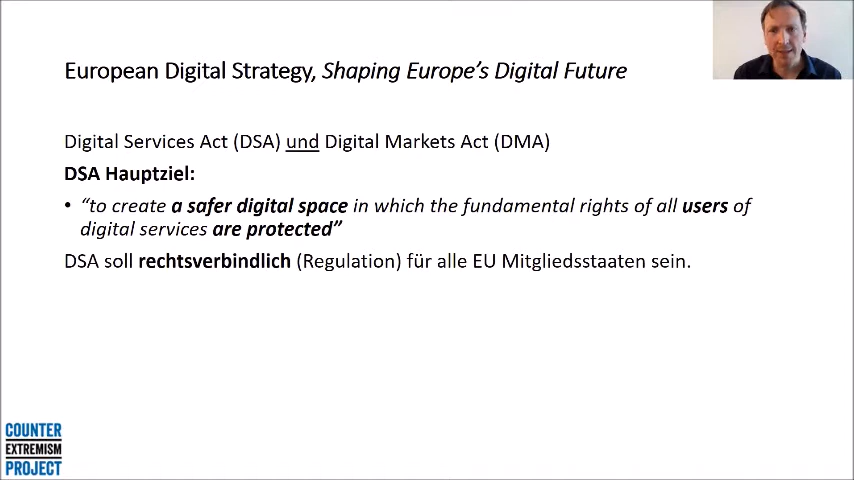 European Digital Strategy, Shaping Europe's Digital Future
Digital Services Act (DSA) und Digital Markets Act (DMA)
DSA Hauptziel:
• “to create a safer digital space in which the fundamental rights of all users of
digital services are protected”
DSA soll rechtsverbindlich (Regulation) für alle EU Mitgliedsstaaten sein.
COUNTER
EXTREMISM
PROJECT